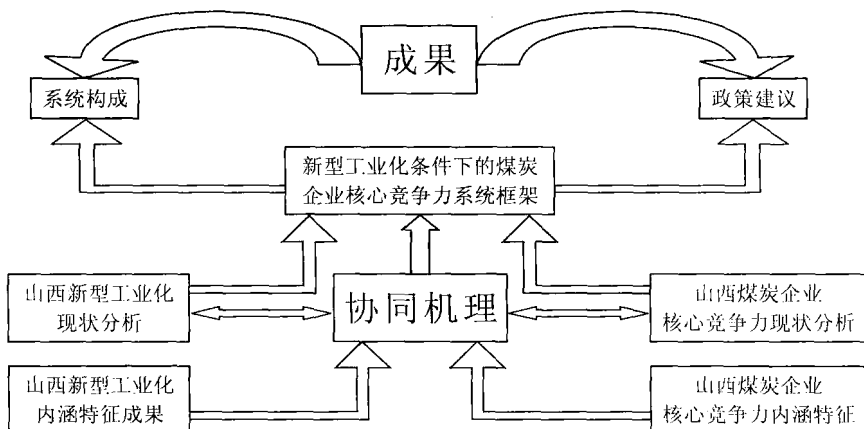 成果
系统构成
政策建议
新型工业化条件下的煤炭
企业核心竞争力系统框架
山西新型工业化
现状分析
协同机理
山西煤炭企业
核心竞争力现状分析
山西新型工业化
内涵特征成果
山西煤炭企业
核心竞争力内涵特征